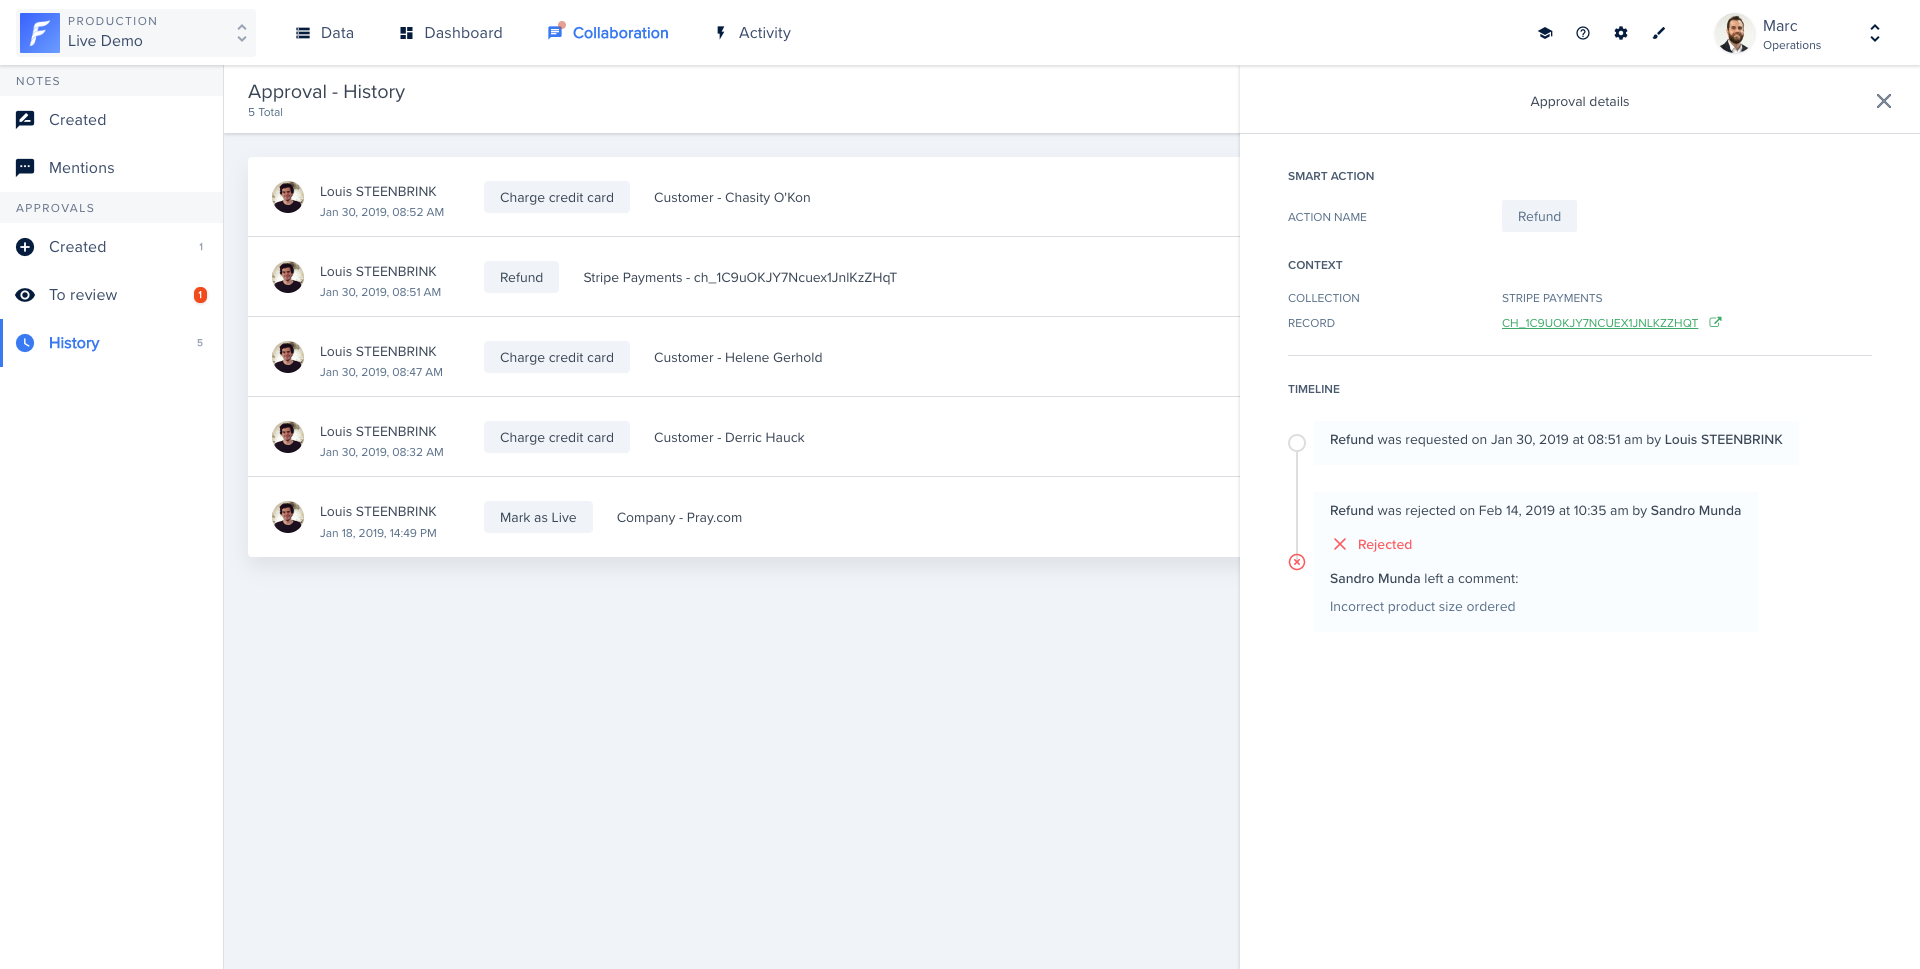 PRODUCTION
Live Demo
Data
Dashboard
Collaboration
Activity
Marc
Operations
NOTES
Created
Mentions
APPROVALS
Created 1
To review 1
History 5
Approval - History
5 Total
Louis STEENBRINK
Jan 30, 2019, 08:52 AM
Charge credit card
Customer - Chasity O'Kon
Louis STEENBRINK
Jan 30, 2019, 08:51 AM
Refund
Stripe Payments - ch_1C9uOKJY7Ncuex1JnlKzZHqT
Louis STEENBRINK
Jan 30, 2019, 08:47 AM
Charge credit card
Customer - Helene Gerhold
Louis STEENBRINK
Jan 30, 2019, 08:32 AM
Charge credit card
Customer - Derric Hauck
Louis STEENBRINK
Jan 18, 2019, 14:49 PM
Mark as Live
Company - Pray.com
Approval details
SMART ACTION
ACTION NAME Refund
CONTEXT
COLLECTION STRIPE PAYMENTS
RECORD CH_1C9UOKJY7NCUEX1JNLKZZHQT
TIMELINE
Refund was requested on Jan 30, 2019 at 08:51 am by Louis STEENBRINK
Refund was rejected on Feb 14, 2019 at 10:35 am by Sandro Munda
Rejected
Sandro Munda left a comment:
Incorrect product size ordered